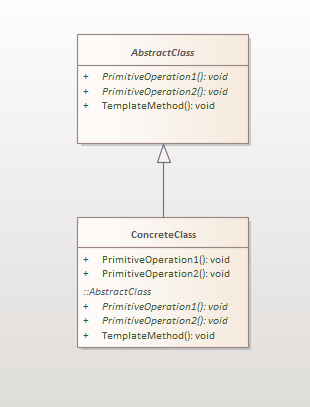 AbstractClass
+ PrimitiveOperation1(): void
+ PrimitiveOperation2(): void
+ TemplateMethod(): void
ConcreteClass
+ PrimitiveOperation1(): void
+ PrimitiveOperation2(): void
::AbstractClass
+ PrimitiveOperation1(): void
+ PrimitiveOperation2(): void
+ TemplateMethod(): void